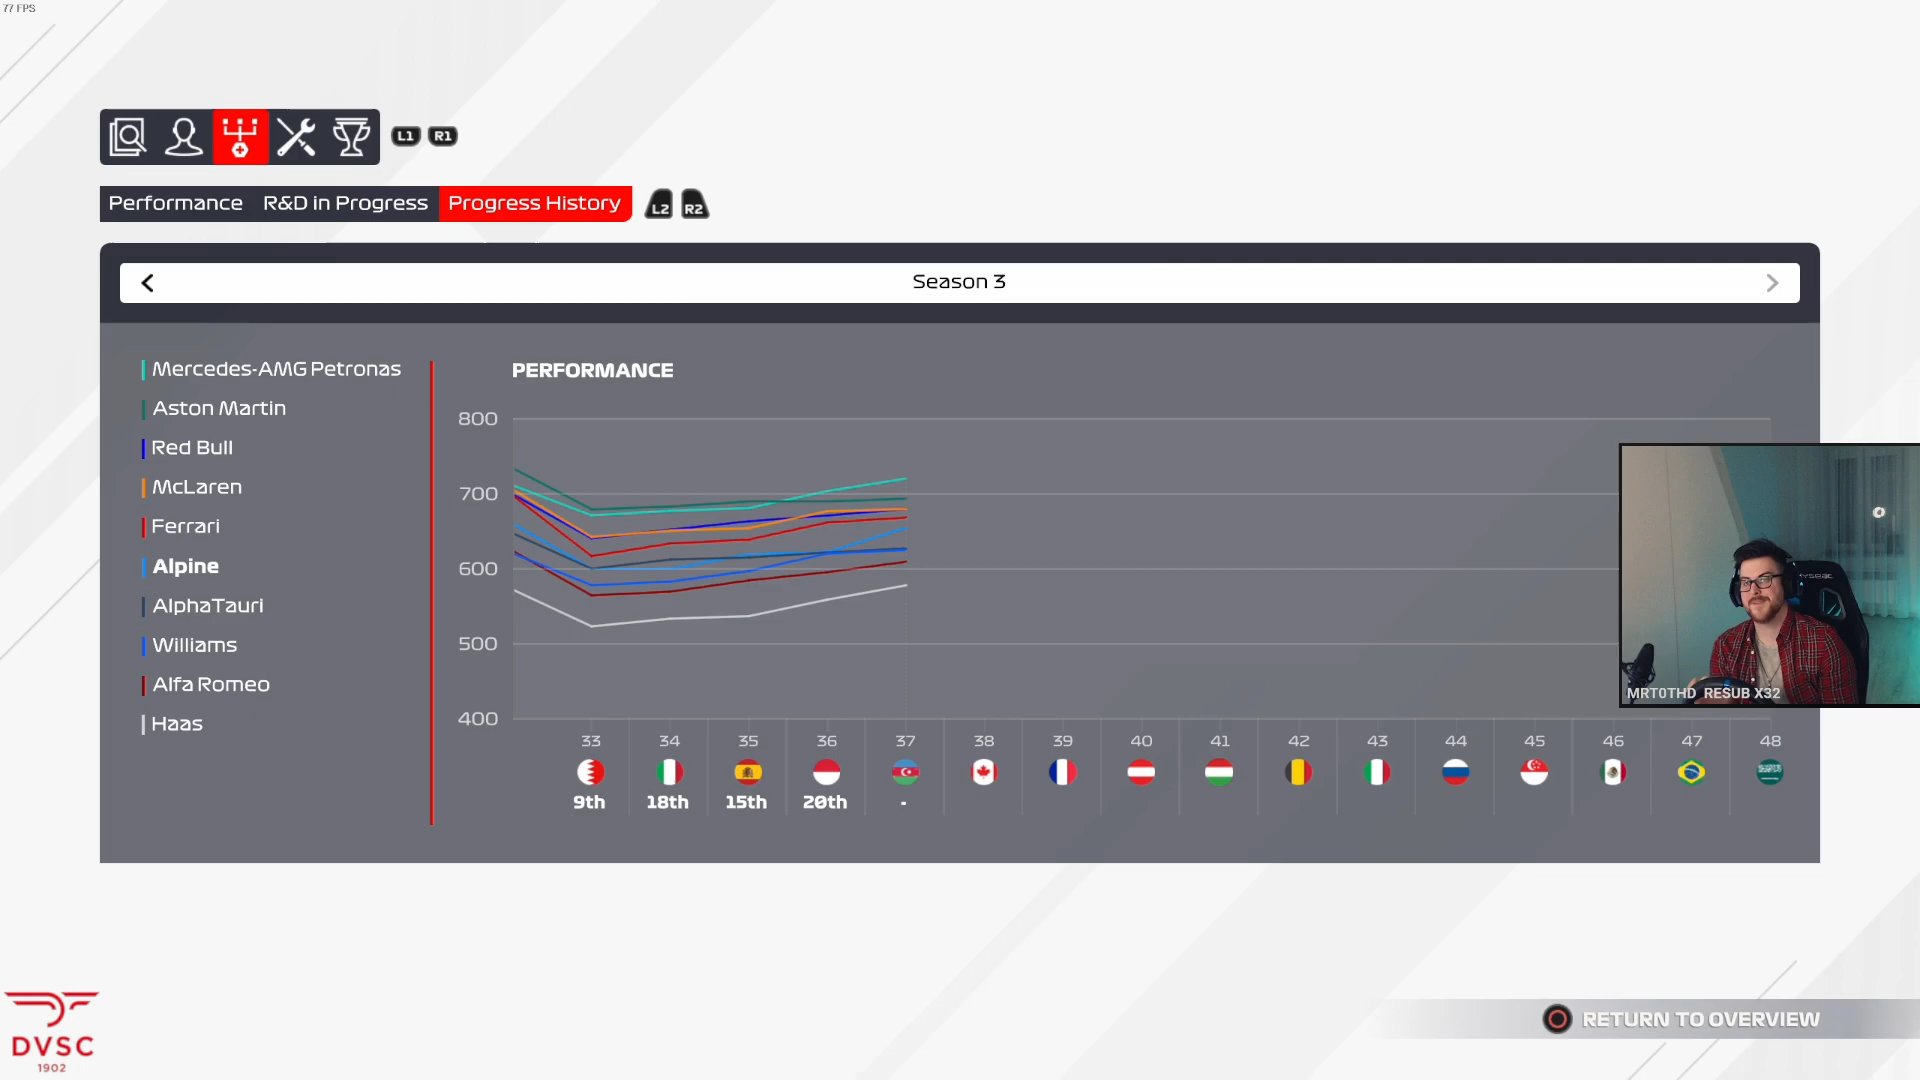 77 FPS
L1 R1
Performance R&D in Progress Progress History L2 R2
Season 3
Mercedes-AMG Petronas
Aston Martin
Red Bull
McLaren
Ferrari
Alpine
AlphaTauri
Williams
Alfa Romeo
Haas
PERFORMANCE
800
700
600
500
400
33 34 35 36 37 38 39 40 41 42 43 44 45 46 47 48
9th 18th 15th 20th -
MRT0THD RESUB X32
RETURN TO OVERVIEW
DVSC
1902